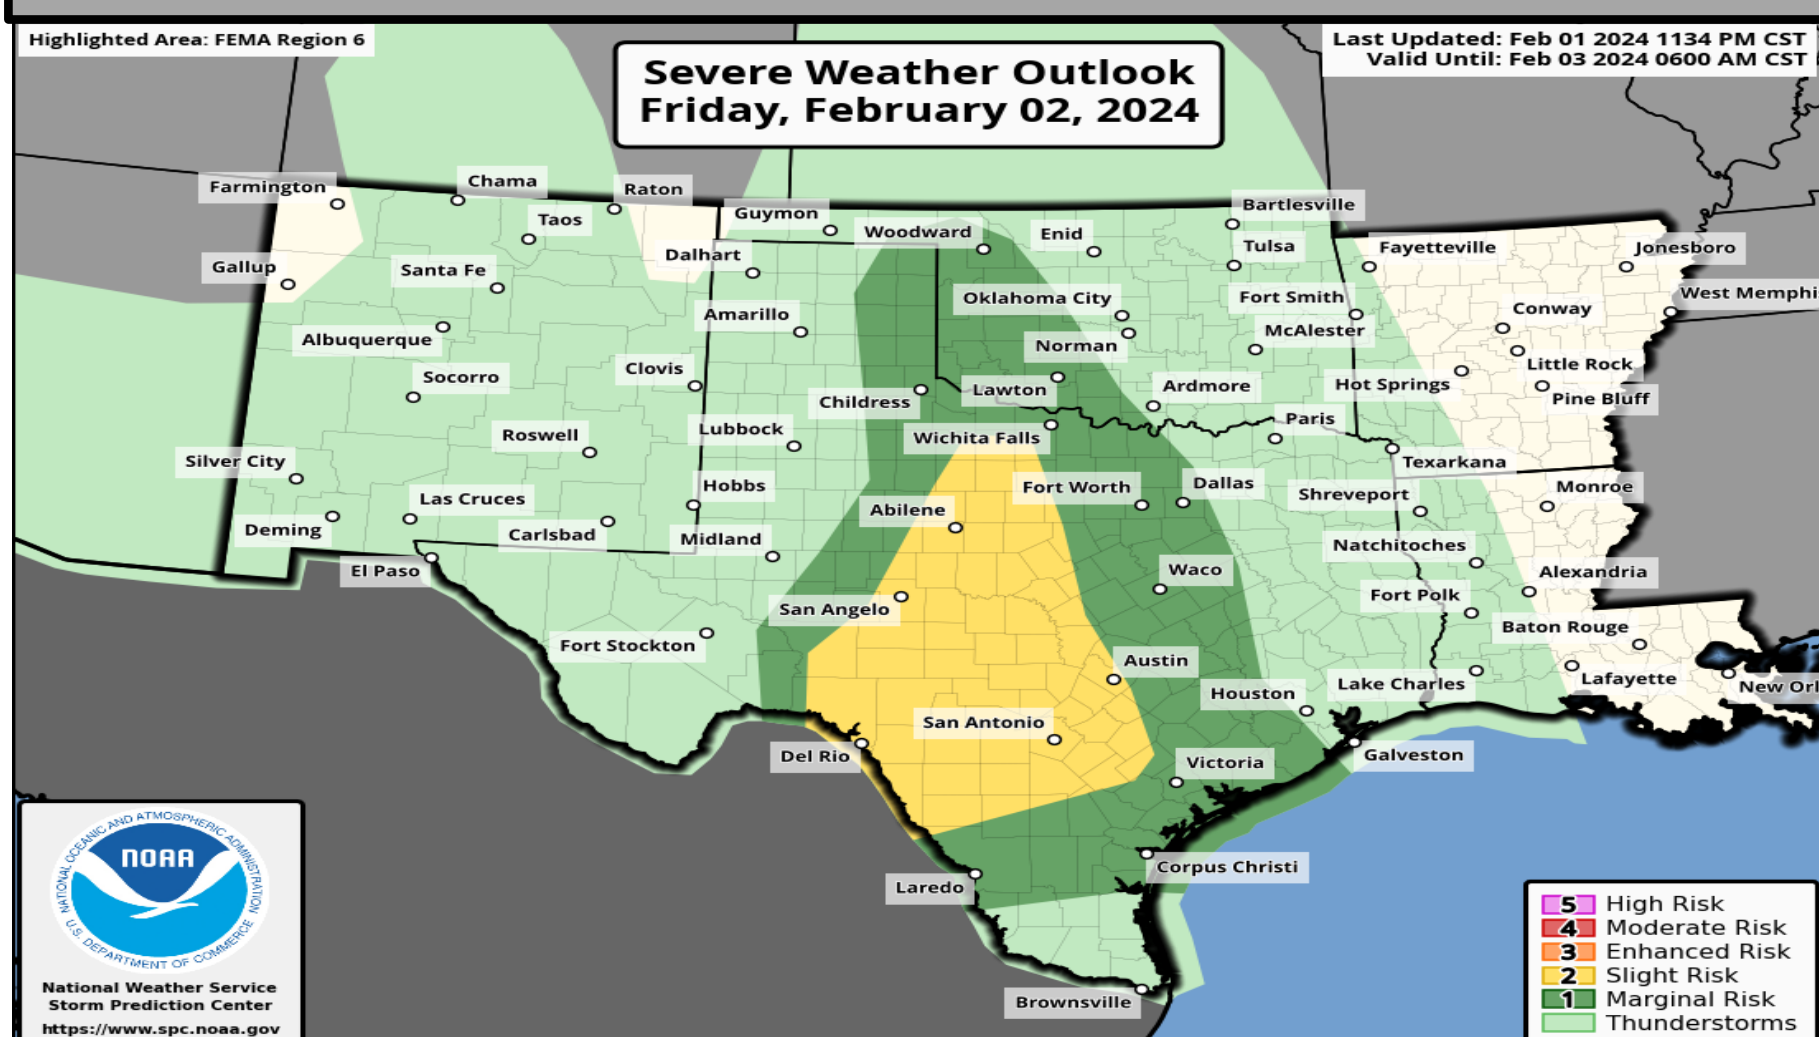 Highlighted Area: FEMA Region 6
Severe Weather Outlook
Friday, February 02, 2024
Last Updated: Feb 01 2024 1134 PM CST
Valid Until: Feb 03 2024 0600 AM CST
Farmington
Chama
Raton
Taos
Guymon
Woodward
Enid
Bartlesville
Tulsa
Fayetteville
Jonesboro
Gallup
Santa Fe
Dalhart
Oklahoma City
Fort Smith
West Memphi
Albuquerque
Amarillo
Norman
McAlester
Conway
Little Rock
Socorro
Clovis
Childress
Lawton
Ardmore
Hot Springs
Pine Bluff
Roswell
Lubbock
Wichita Falls
Paris
Texarkana
Silver City
Las Cruces
Hobbs
Abilene
Fort Worth
Dallas
Shreveport
Monroe
Deming
Carlsbad
Midland
Natchitoches
El Paso
Waco
Alexandria
San Angelo
Fort Polk
Fort Stockton
Baton Rouge
Austin
Houston
Lake Charles
Lafayette
New Orl
San Antonio
Del Rio
Victoria
Galveston
Corpus Christi
Laredo
Brownsville
NATIONAL OCEANIC AND ATMOSPHERIC ADMINISTRATION
NOAA
U.S. DEPARTMENT OF COMMERCE
National Weather Service
Storm Prediction Center
https://www.spc.noaa.gov
5 High Risk
4 Moderate Risk
3 Enhanced Risk
2 Slight Risk
1 Marginal Risk
Thunderstorms